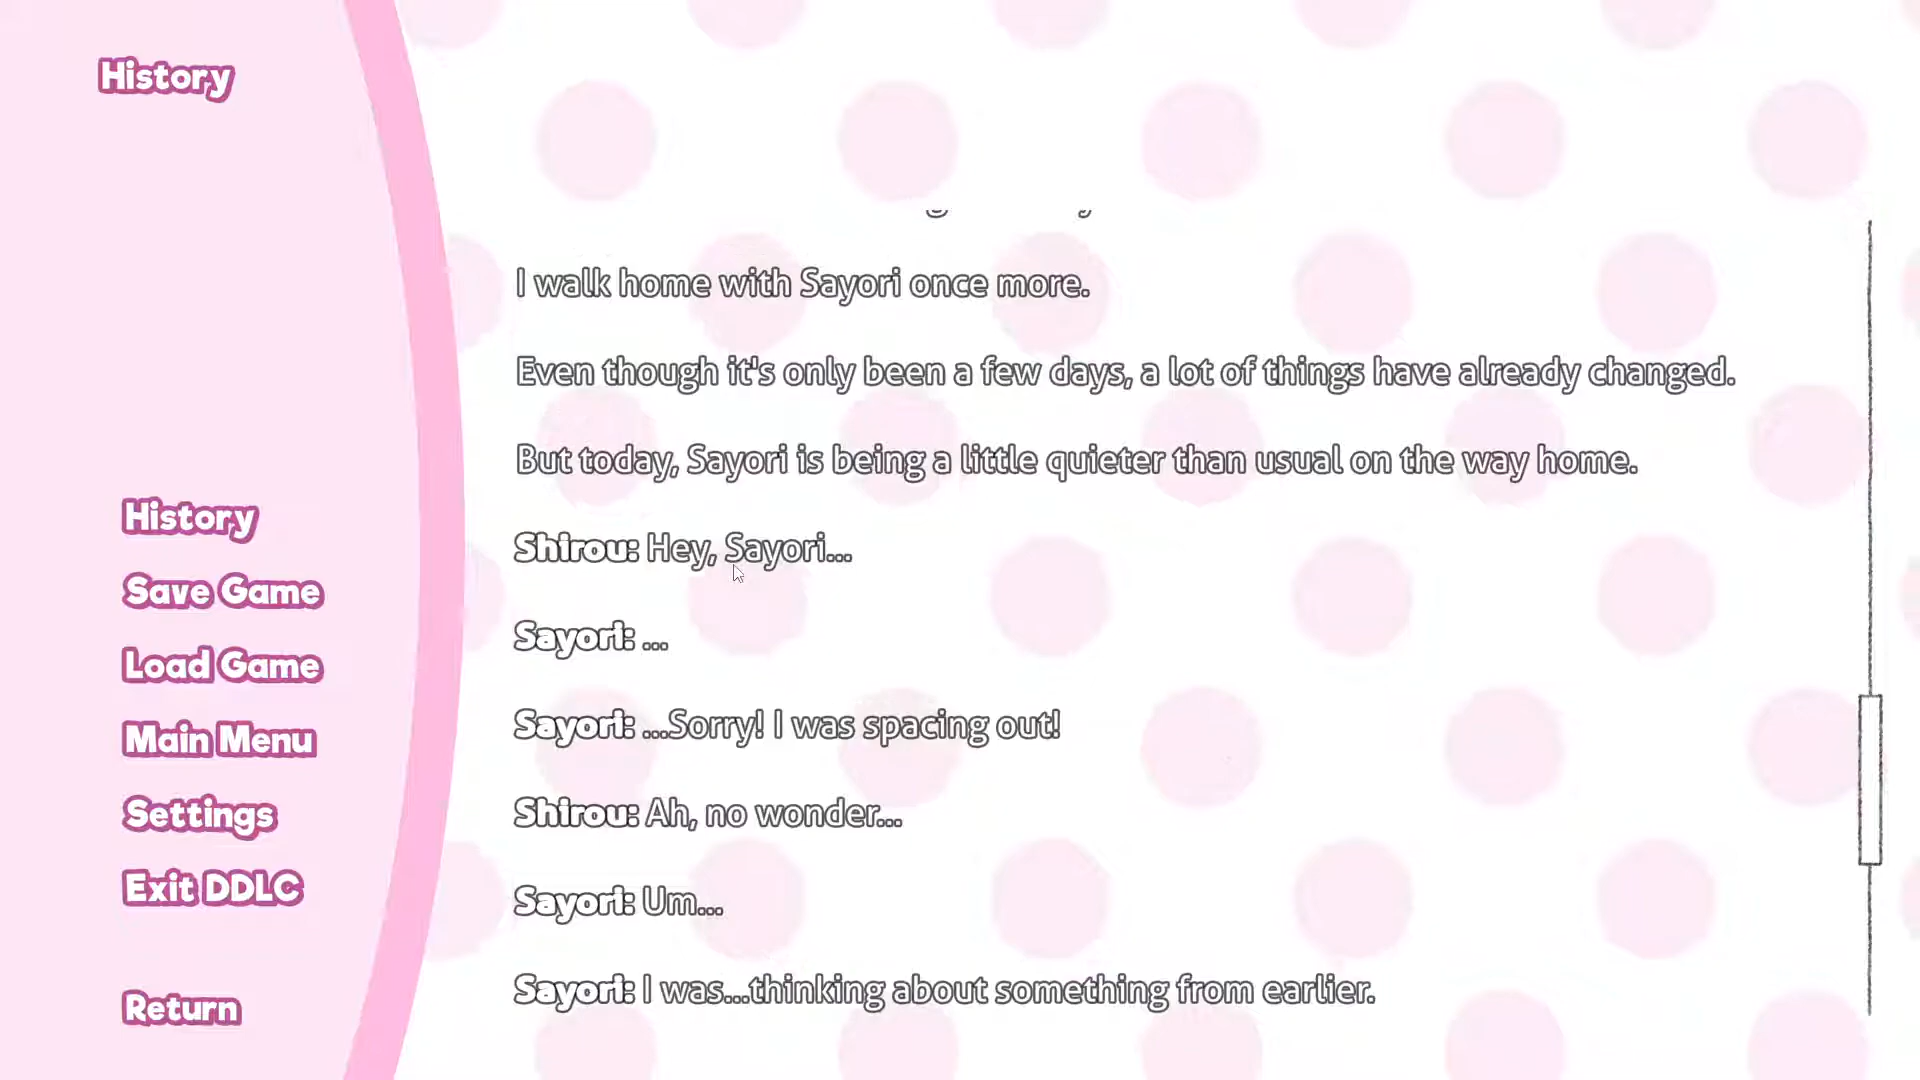 History
I walk home with Sayori once more.
Even though it's only been a few days, a lot of things have already changed.
But today, Sayori is being a little quieter than usual on the way home.
Shirou: Hey, Sayori...
Sayori: ...
Sayori: ...Sorry! I was spacing out!
Shirou: Ah, no wonder...
Sayori: Um...
Sayori: I was...thinking about something from earlier.
History
Save Game
Load Game
Main Menu
Settings
Exit DDLC
Return